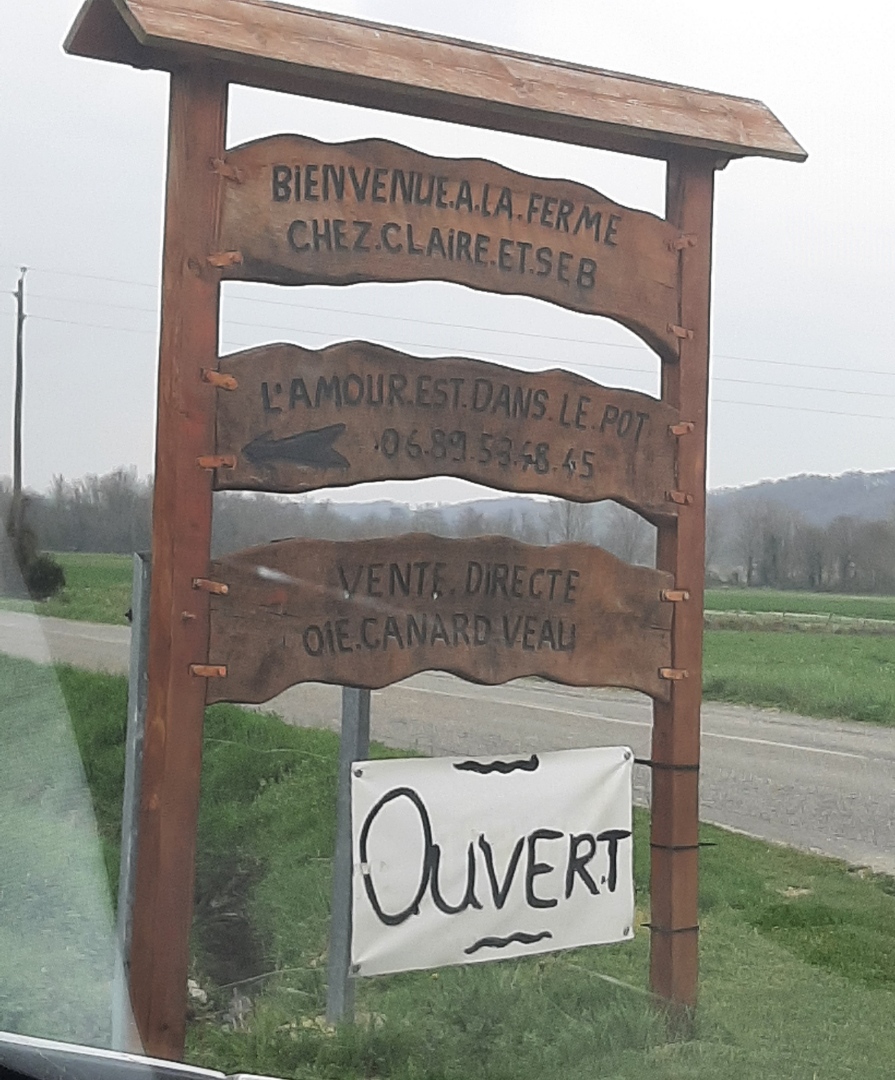 BiENVENUE.A.LA.FERME
CHEZ.CLAiRE.ET.SEB
L'AMOUR.EST.DANS.LE.POT
.06.89.53.48.45
VENTE.DIRECTE
OIE.CANARD VEAU
OUVERT